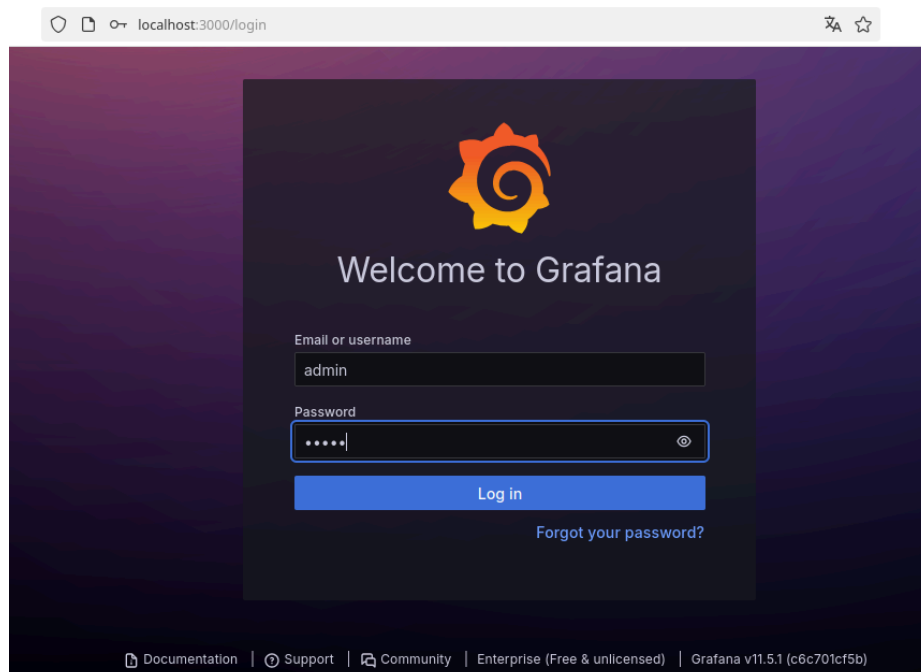 localhost:3000/login
Welcome to Grafana
Email or username
admin
Password
•••••
Log in
Forgot your password?
Documentation | Support | Community | Enterprise (Free & unlicensed) | Grafana v11.5.1 (c6c701cf5b)